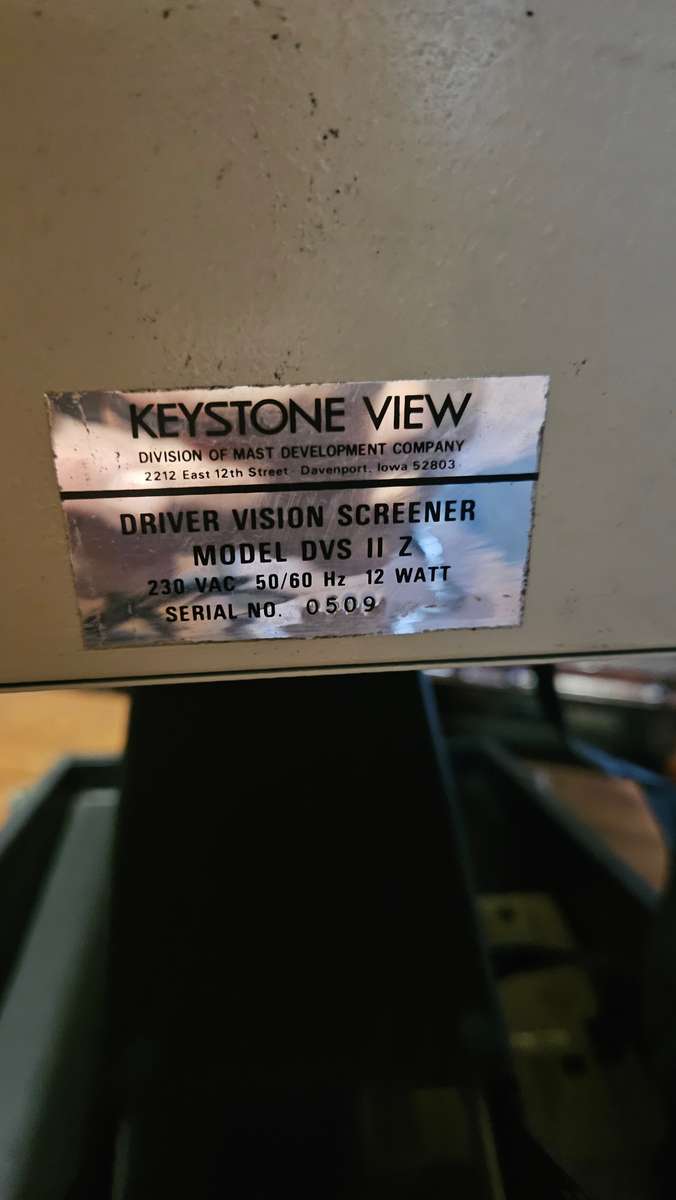 KEYSTONE VIEW
DIVISION OF MAST DEVELOPMENT COMPANY
2212 East 12th Street · Davenport, Iowa 52803
DRIVER VISION SCREENER
MODEL DVS II Z
230 VAC 50/60 Hz 12 WATT
SERIAL NO. 0509